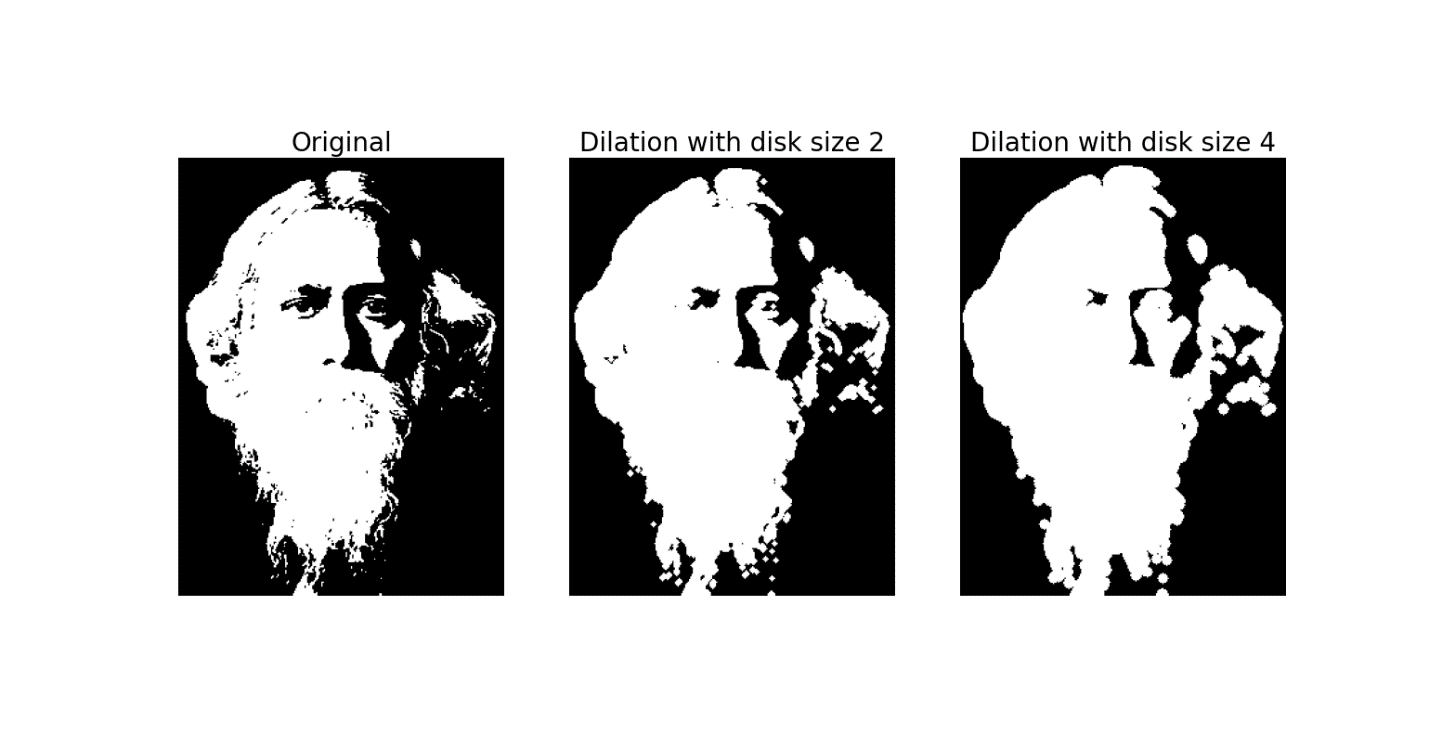 Original
Dilation with disk size 2
Dilation with disk size 4